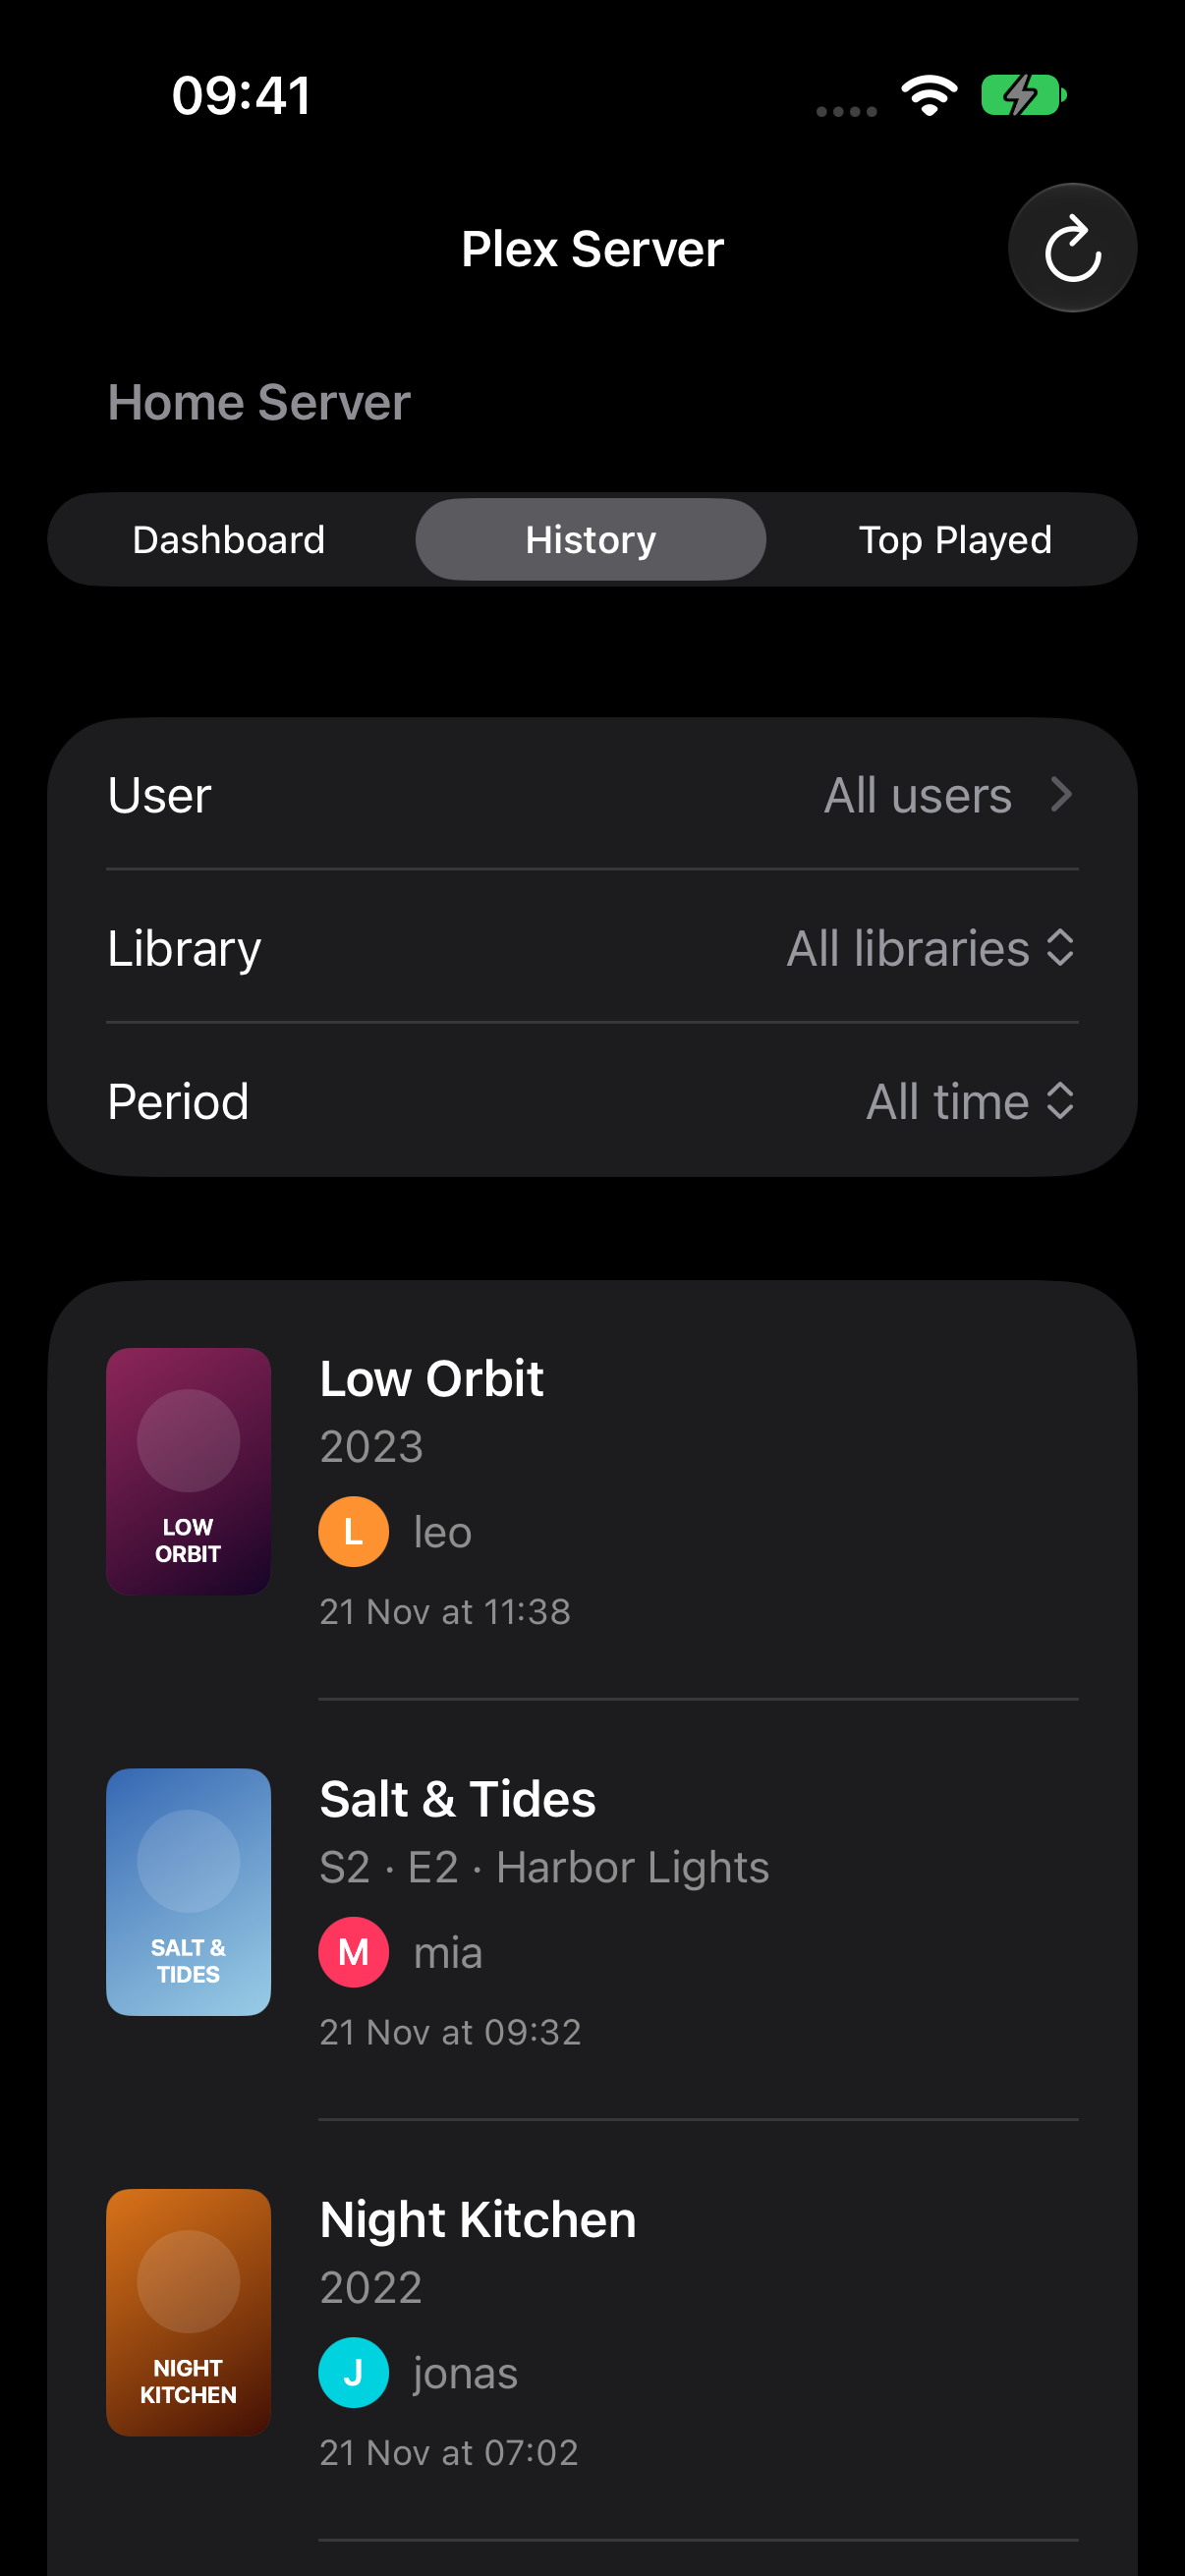 09:41
Plex Server
Home Server
Dashboard
History
Top Played
User
All users
Library
All libraries
Period
All time
LOW
ORBIT
Low Orbit
2023
L
leo
21 Nov at 11:38
SALT &
TIDES
Salt & Tides
S2 · E2 · Harbor Lights
M
mia
21 Nov at 09:32
NIGHT
KITCHEN
Night Kitchen
2022
J
jonas
21 Nov at 07:02